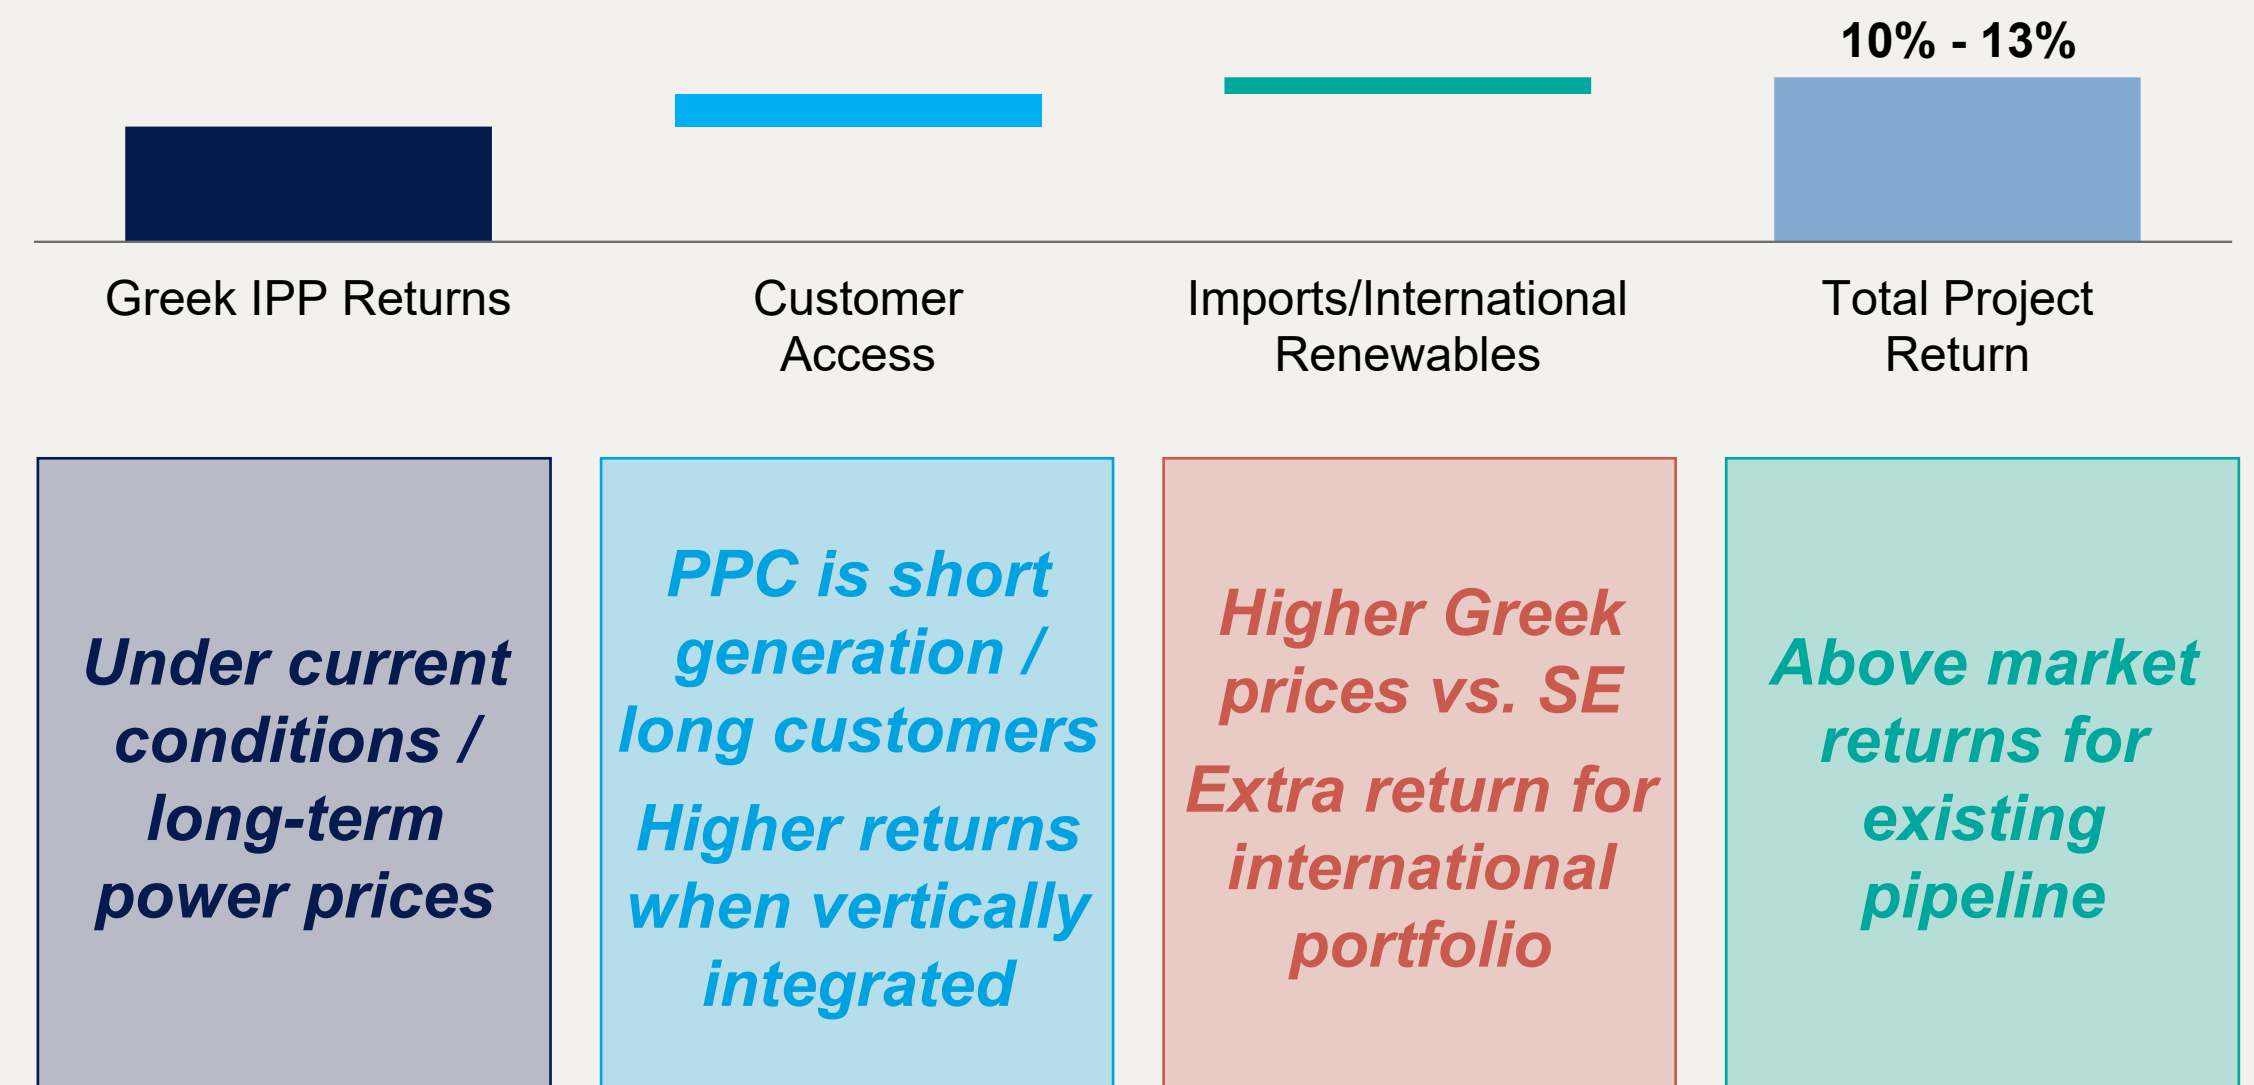 10% - 13%
Greek IPP Returns
Customer
Access
Imports/International
Renewables
Total Project
Return
Under current
conditions /
long-term
power prices
PPC is short
generation /
long customers
Higher returns
when vertically
integrated
Higher Greek
prices vs. SE
Extra return for
international
portfolio
Above market
returns for
existing
pipeline